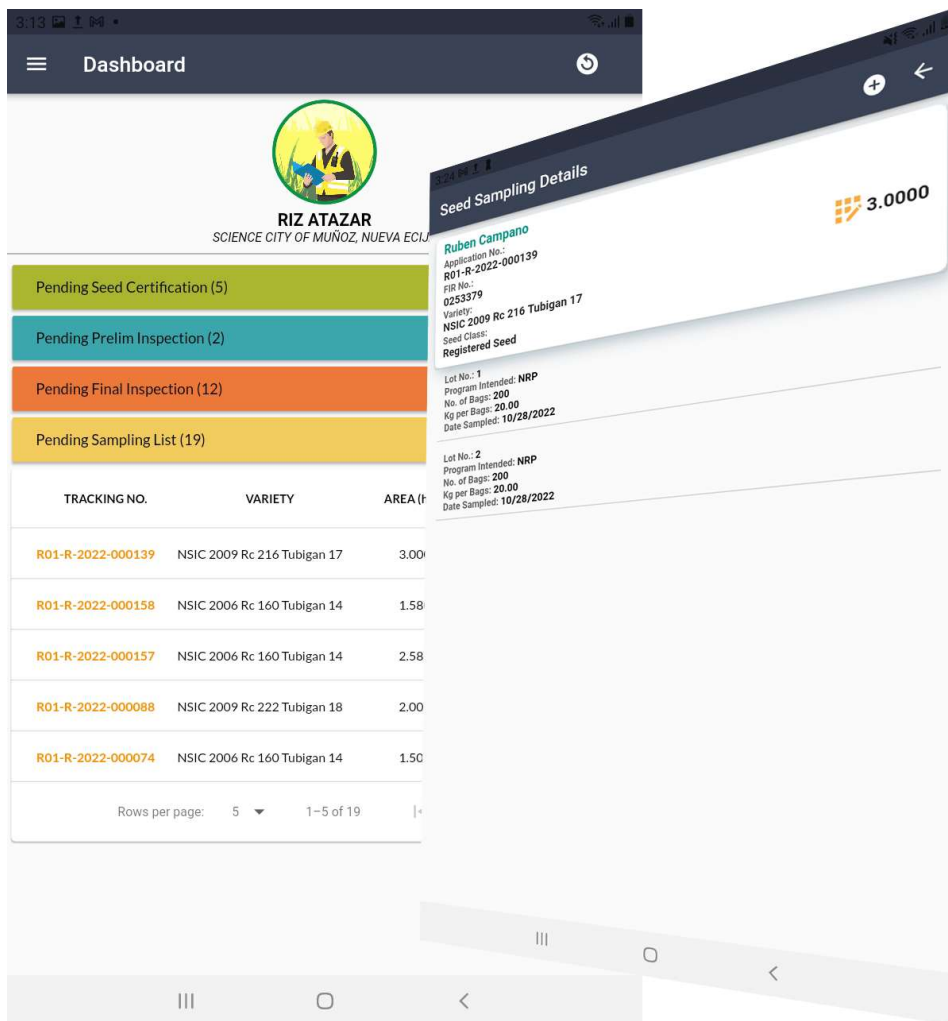 3:13
Dashboard
RIZ ATAZAR
SCIENCE CITY OF MUÑOZ, NUEVA ECIJ
Pending Seed Certification (5)
Pending Prelim Inspection (2)
Pending Final Inspection (12)
Pending Sampling List (19)
TRACKING NO. VARIETY AREA (h
R01-R-2022-000139 NSIC 2009 Rc 216 Tubigan 17 3.00
R01-R-2022-000158 NSIC 2006 Rc 160 Tubigan 14 1.58
R01-R-2022-000157 NSIC 2006 Rc 160 Tubigan 14 2.58
R01-R-2022-000088 NSIC 2009 Rc 222 Tubigan 18 2.00
R01-R-2022-000074 NSIC 2006 Rc 160 Tubigan 14 1.50
Rows per page: 5 1–5 of 19
3:24
Seed Sampling Details
Ruben Campano
3.0000
Application No.:
R01-R-2022-000139
FIR No.:
0253379
Variety:
NSIC 2009 Rc 216 Tubigan 17
Seed Class:
Registered Seed
Lot No.: 1
Program Intended: NRP
No. of Bags: 200
Kg per Bags: 20.00
Date Sampled: 10/28/2022
Lot No.: 2
Program Intended: NRP
No. of Bags: 200
Kg per Bags: 20.00
Date Sampled: 10/28/2022